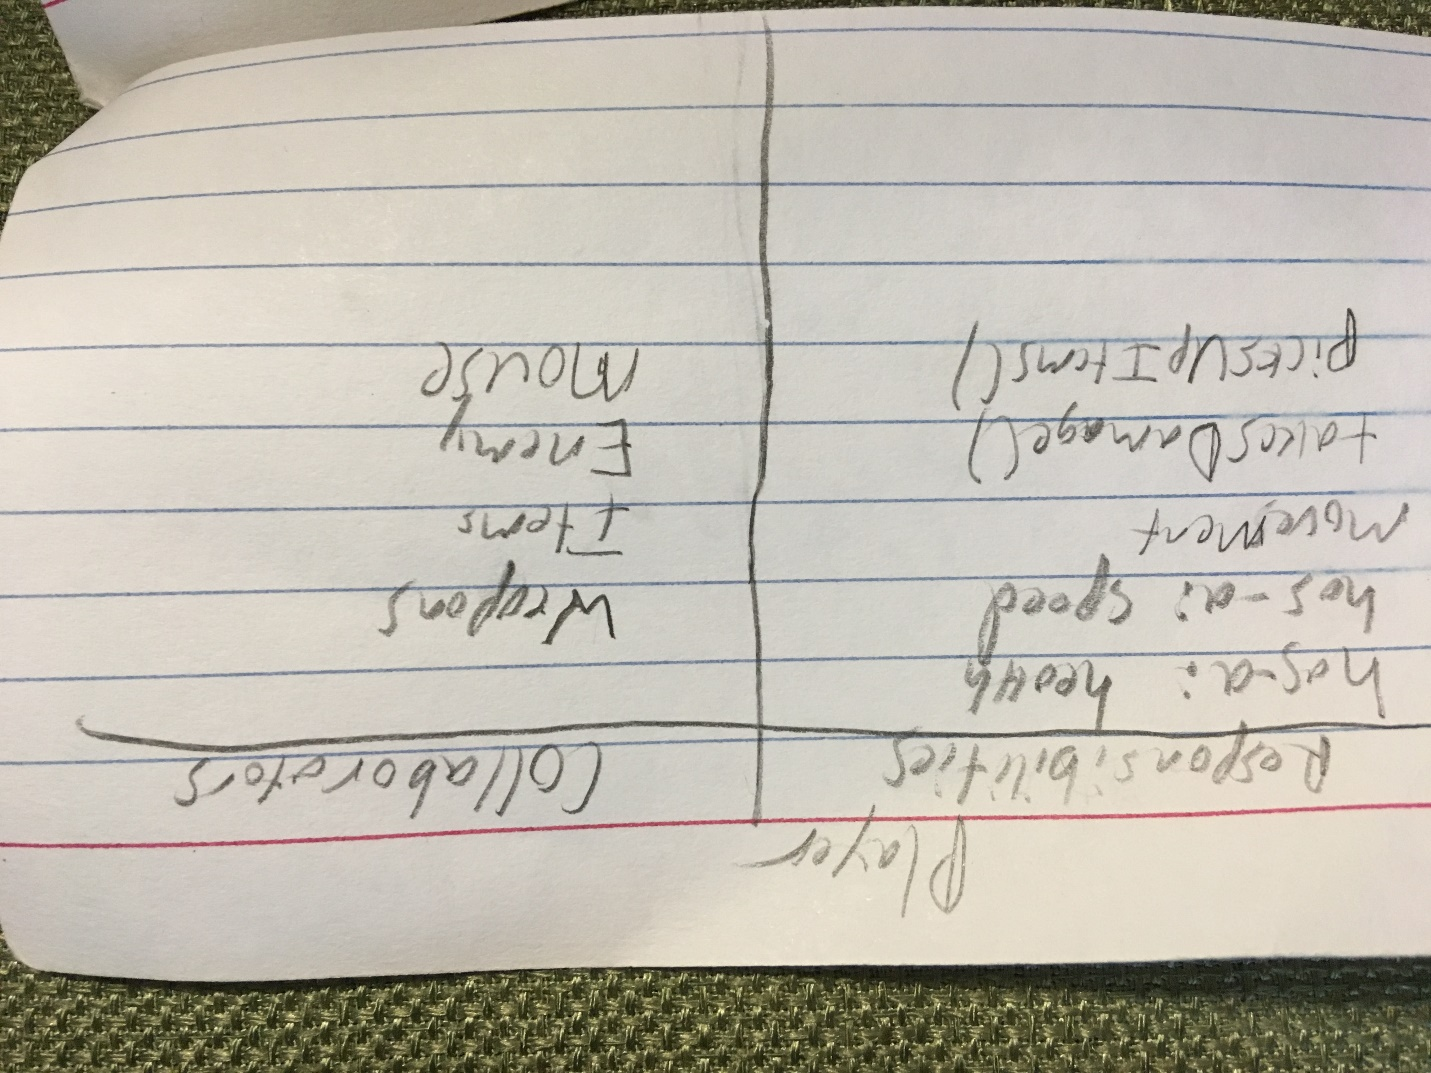 Player
Responsibilities
has-a: health
has-a: speed
movement
takesDamage()
picksUpItems()
Collaborators
Weapons
Items
Enemy
Mouse